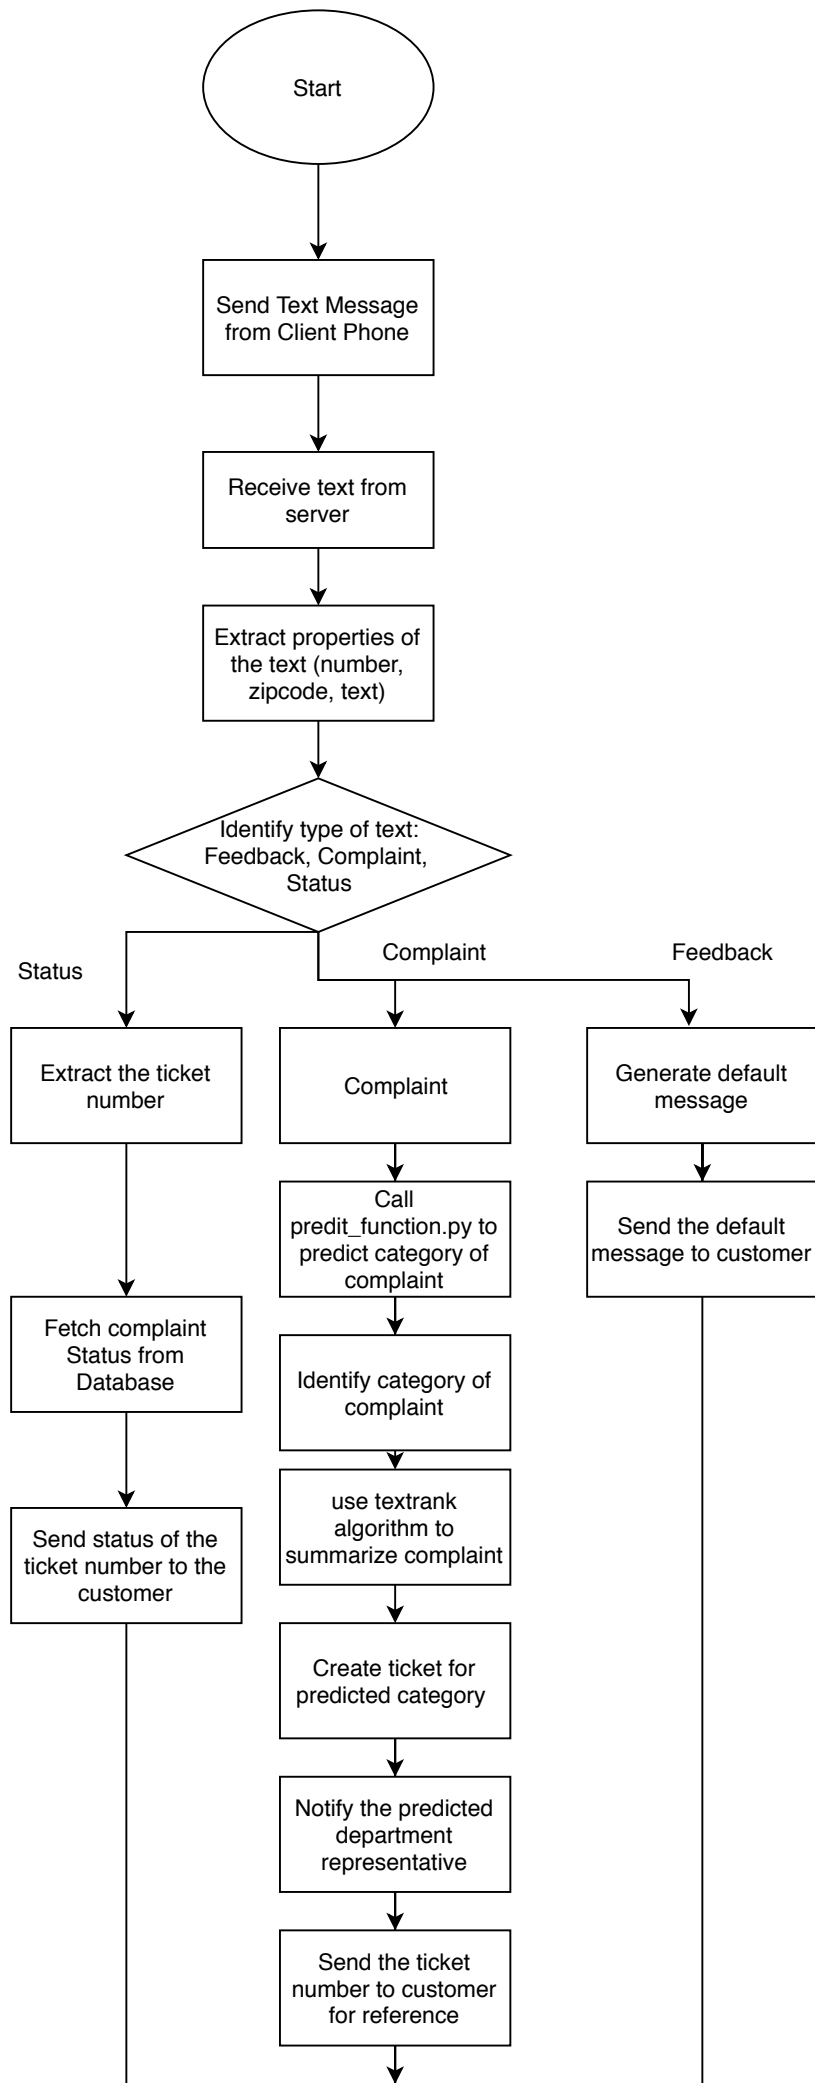 Start
Send Text Message
from Client Phone
Receive text from
server
Extract properties of
the text (number,
zipcode, text)
Identify type of text:
Feedback, Complaint,
Status
Status
Complaint
Feedback
Extract the ticket
number
Complaint
Generate default
message
Call
predit_function.py to
predict category of
complaint
Send the default
message to customer
Fetch complaint
Status from
Database
Identify category of
complaint
use textrank
algorithm to
summarize complaint
Send status of the
ticket number to the
customer
Create ticket for
predicted category
Notify the predicted
department
representative
Send the ticket
number to customer
for reference